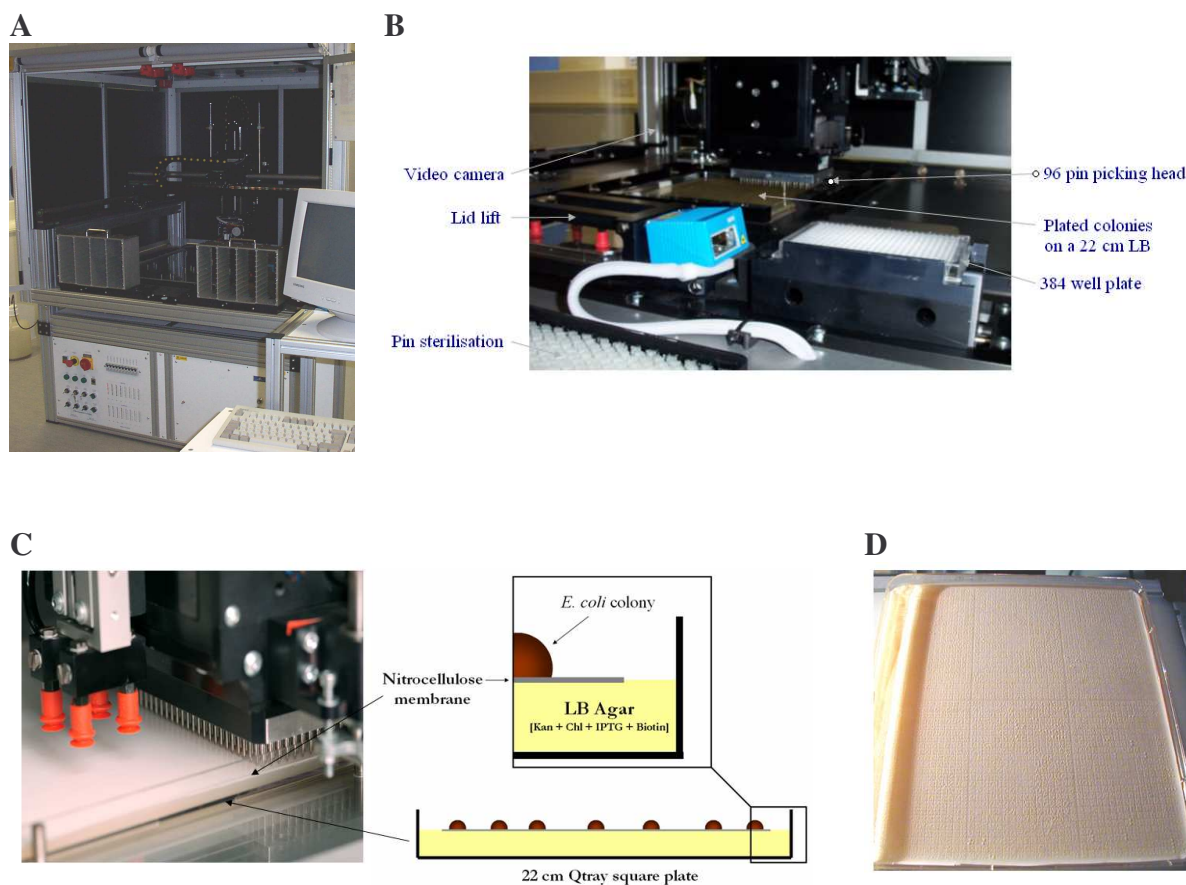 A
B
Video camera
Lid lift
Pin sterilisation
96 pin picking head
Plated colonies
on a 22 cm LB
384 well plate
C
E. coli colony
Nitrocellulose
membrane
LB Agar
[Kan + Chl + IPTG + Biotin]
22 cm Qtray square plate
D